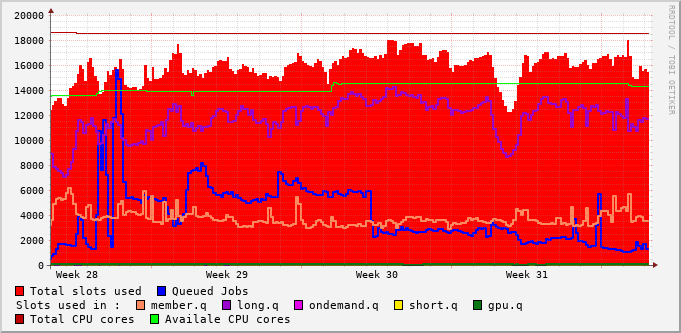 20000
18000
16000
14000
12000
10000
8000
6000
4000
2000
0
Week 28 Week 29 Week 30 Week 31
Total slots used Queued Jobs
Slots used in : member.q long.q ondemand.q short.q gpu.q
Total CPU cores Availale CPU cores
RRDTOOL / TOBI OETIKER